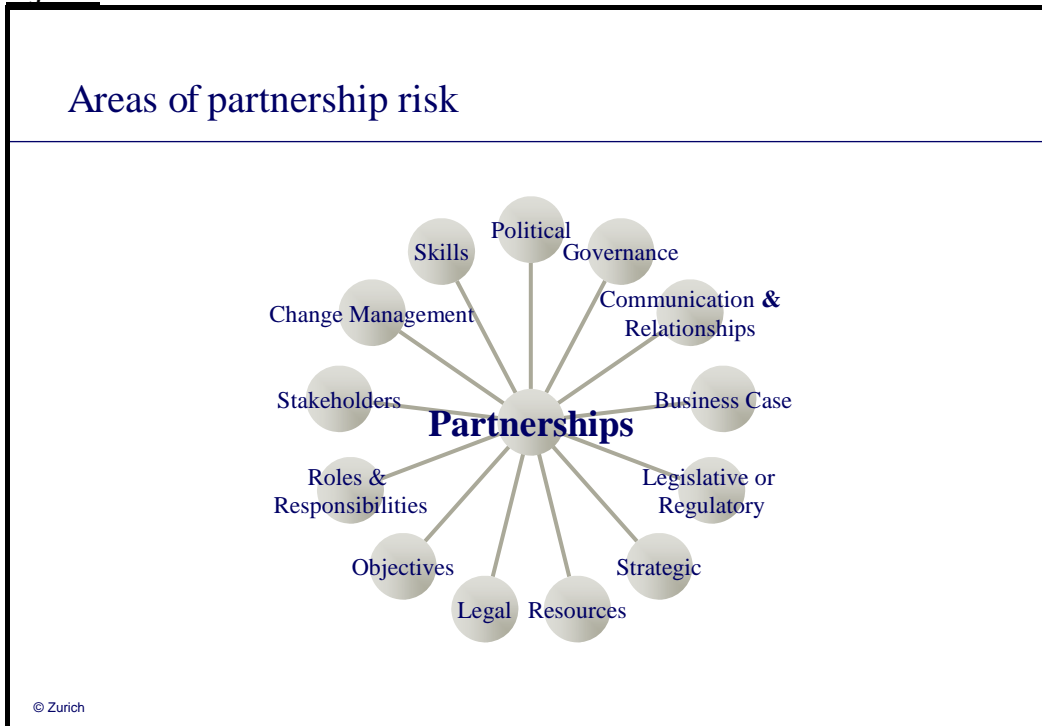 Areas of partnership risk
Political
Governance
Communication &
Relationships
Business Case
Legislative or
Regulatory
Strategic
Resources
Legal
Objectives
Roles &
Responsibilities
Stakeholders
Change Management
Skills
Partnerships
© Zurich